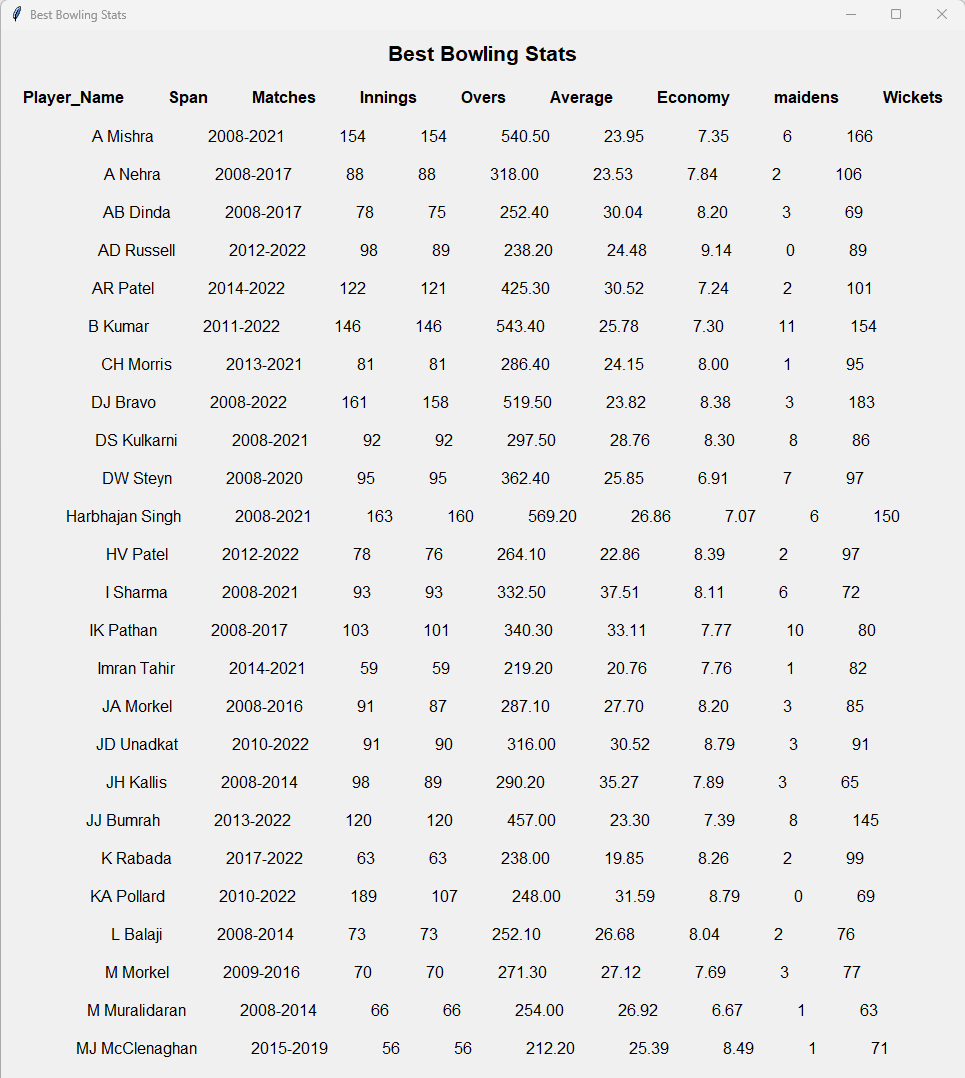 Best Bowling Stats
Best Bowling Stats
Player_Name Span Matches Innings Overs Average Economy maidens Wickets
A Mishra 2008-2021 154 154 540.50 23.95 7.35 6 166
A Nehra 2008-2017 88 88 318.00 23.53 7.84 2 106
AB Dinda 2008-2017 78 75 252.40 30.04 8.20 3 69
AD Russell 2012-2022 98 89 238.20 24.48 9.14 0 89
AR Patel 2014-2022 122 121 425.30 30.52 7.24 2 101
B Kumar 2011-2022 146 146 543.40 25.78 7.30 11 154
CH Morris 2013-2021 81 81 286.40 24.15 8.00 1 95
DJ Bravo 2008-2022 161 158 519.50 23.82 8.38 3 183
DS Kulkarni 2008-2021 92 92 297.50 28.76 8.30 8 86
DW Steyn 2008-2020 95 95 362.40 25.85 6.91 7 97
Harbhajan Singh 2008-2021 163 160 569.20 26.86 7.07 6 150
HV Patel 2012-2022 78 76 264.10 22.86 8.39 2 97
I Sharma 2008-2021 93 93 332.50 37.51 8.11 6 72
IK Pathan 2008-2017 103 101 340.30 33.11 7.77 10 80
Imran Tahir 2014-2021 59 59 219.20 20.76 7.76 1 82
JA Morkel 2008-2016 91 87 287.10 27.70 8.20 3 85
JD Unadkat 2010-2022 91 90 316.00 30.52 8.79 3 91
JH Kallis 2008-2014 98 89 290.20 35.27 7.89 3 65
JJ Bumrah 2013-2022 120 120 457.00 23.30 7.39 8 145
K Rabada 2017-2022 63 63 238.00 19.85 8.26 2 99
KA Pollard 2010-2022 189 107 248.00 31.59 8.79 0 69
L Balaji 2008-2014 73 73 252.10 26.68 8.04 2 76
M Morkel 2009-2016 70 70 271.30 27.12 7.69 3 77
M Muralidaran 2008-2014 66 66 254.00 26.92 6.67 1 63
MJ McClenaghan 2015-2019 56 56 212.20 25.39 8.49 1 71